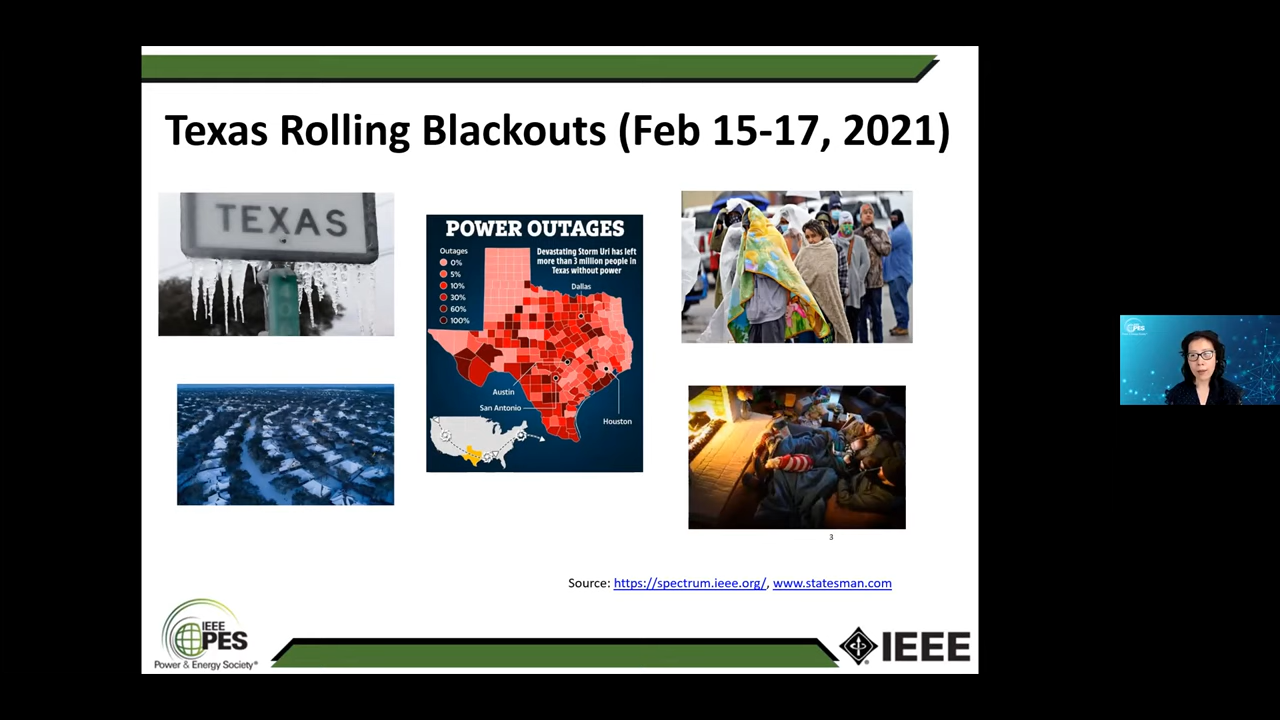 Texas Rolling Blackouts (Feb 15-17, 2021)
TEXAS
POWER OUTAGES
Outages
0%
5%
10%
30%
60%
100%
Devastating Storm Uri has left
more than 3 million people in
Texas without power
Dallas
Austin
San Antonio
Houston
3
Source: https://spectrum.ieee.org/, www.statesman.com
IEEE
PES
Power & Energy Society®
IEEE
PES